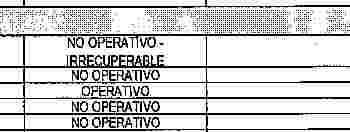 NO OPERATIVO -
IRRECUPERABLE
NO OPERATIVO
OPERATIVO
NO OPERATIVO
NO OPERATIVO